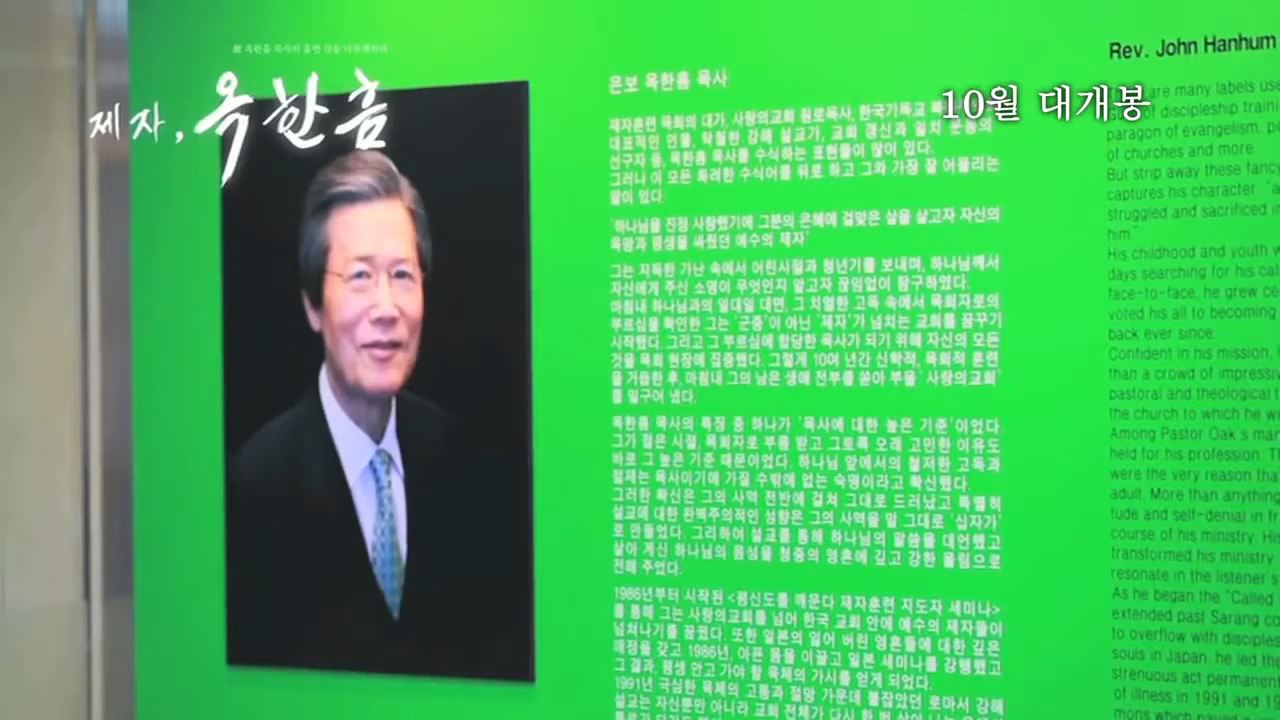 故 옥한흠 목사의
제자, 옥한흠
10월 대개봉
은보 옥한흠 목사
제자훈련 목회의 대가, 사랑의교회 원로목사, 한국기독교
대표적인 인물, 탁월한 강해 설교가, 교회 갱신과 일치 운동의
선구자 등, 옥한흠 목사를 수식하는 표현들이 많이 있다.
그러나 이 모든 화려한 수식어를 뒤로 하고 그와 가장 잘 어울리는
말이 있다.
'하나님을 진정 사랑했기에 그분의 은혜에 걸맞은 삶을 살고자 자신의
욕망과 평생을 싸웠던 예수의 제자'
그는 지독한 가난 속에서 어린시절과 청년기를 보내며, 하나님께서
자신에게 주신 소명이 무엇인지 알고자 끊임없이 탐구하였다.
마침내 하나님과의 일대일 대면, 그 치열한 고독 속에서 목회자로의
부르심을 확인한 그는 '군중'이 아닌 '제자'가 넘치는 교회를 꿈꾸기
시작했다. 그리고 그 부르심에 합당한 목사가 되기 위해 자신의 모든
것을 목회 현장에 집중했다. 그렇게 10여 년간 신학적, 목회적 훈련
을 거듭한 후, 마침내 그의 남은 생애 전부를 쏟아 부을 '사랑의교회'
를 일구어 냈다.
옥한흠 목사의 특징 중 하나가 '목사에 대한 높은 기준'이었다.
그가 젊은 시절, 목회자로 부름 받고 그토록 오래 고민한 이유도
바로 그 높은 기준 때문이었다. 하나님 앞에서의 철저한 고독과
절제는 목사이기에 가질 수밖에 없는 숙명이라고 확신했다.
그러한 확신은 그의 사역 전반에 걸쳐 그대로 드러났고 특별히
설교에 대한 완벽주의적인 성향은 그의 사역을 말 그대로 '십자가'
로 만들었다. 그리하여 설교를 통해 하나님의 말씀을 대언했고
살아 계신 하나님의 음성을 청중의 영혼에 깊고 강한 울림으로
전해 주었다.
1986년부터 시작된 <평신도를 깨운다 제자훈련 지도자 세미나>
를 통해 그는 사랑의교회를 넘어 한국 교회 안에 예수의 제자들이
넘쳐나기를 꿈꿨다. 또한 일본의 잃어 버린 영혼들에 대한 깊은
애정을 갖고 1986년, 아픈 몸을 이끌고 일본 세미나를 강행했고
그 결과, 평생 안고 가야 할 육체의 가시를 얻게 되었다.
1991년 극심한 육체의 고통과 절망 가운데 붙잡았던 로마서 강해
설교는 자신뿐만 아니라 교회 전체가 다시 한 번 살아
Rev. John Hanhum
are many labels use
of discipleship train
paragon of evangelism, p
of churches and more.
But strip away these fancy
captures his character: "a
struggled and sacrificed i
him"
His childhood and youth w
days searching for his cal
face-to-face, he grew ce
voted his all to becoming
back ever since.
Confident in his mission,
than a crowd of impressiv
pastoral and theological t
the church to which he w
Among Pastor Oak's mar
held for his profession. Th
were the very reason tha
adult. More than anything
tude and self-denial in fr
course of his ministry. His
transformed his ministry
resonate in the listener's
As he began the "Called
extended past Sarang co
to overflow with disciples
souls in Japan, he led the
strenuous act permanent
of illness in 1991 and 19
mons which